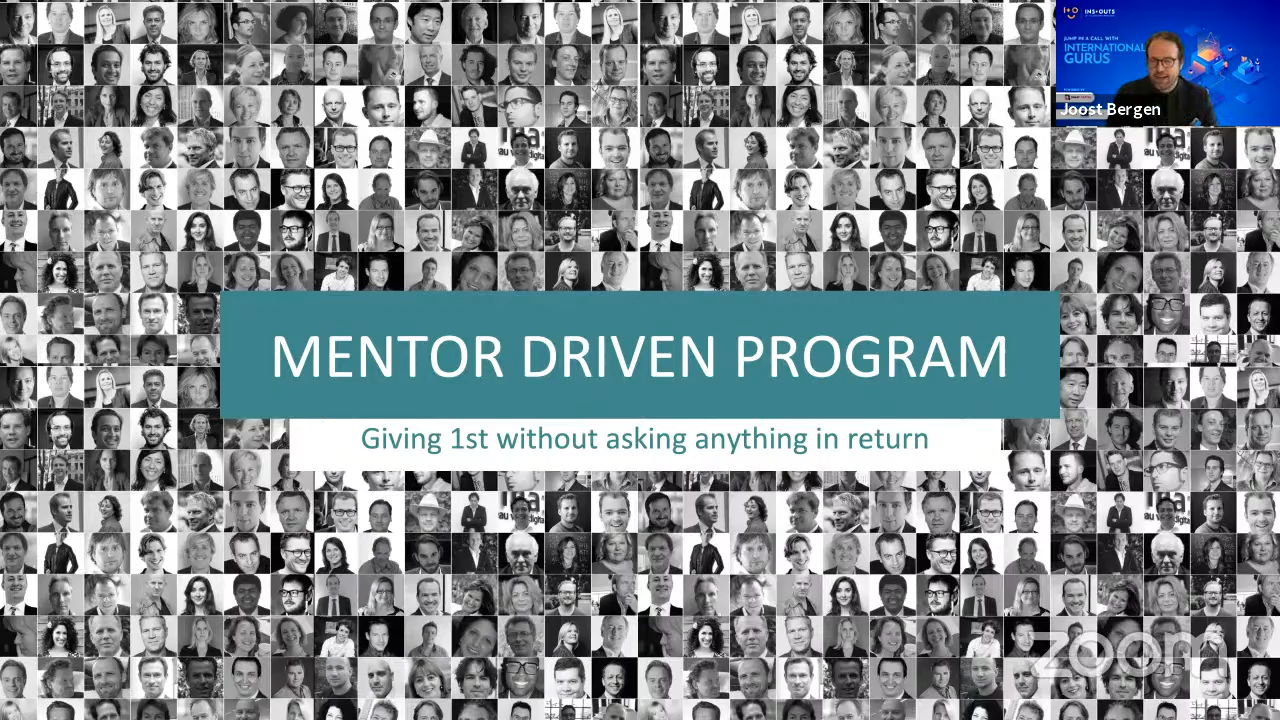 INS+OUTS
JUMP IN A CALL WITH
INTERNATIONAL
GURUS
Joost Bergen
MENTOR DRIVEN PROGRAM
Giving 1st without asking anything in return
zoom